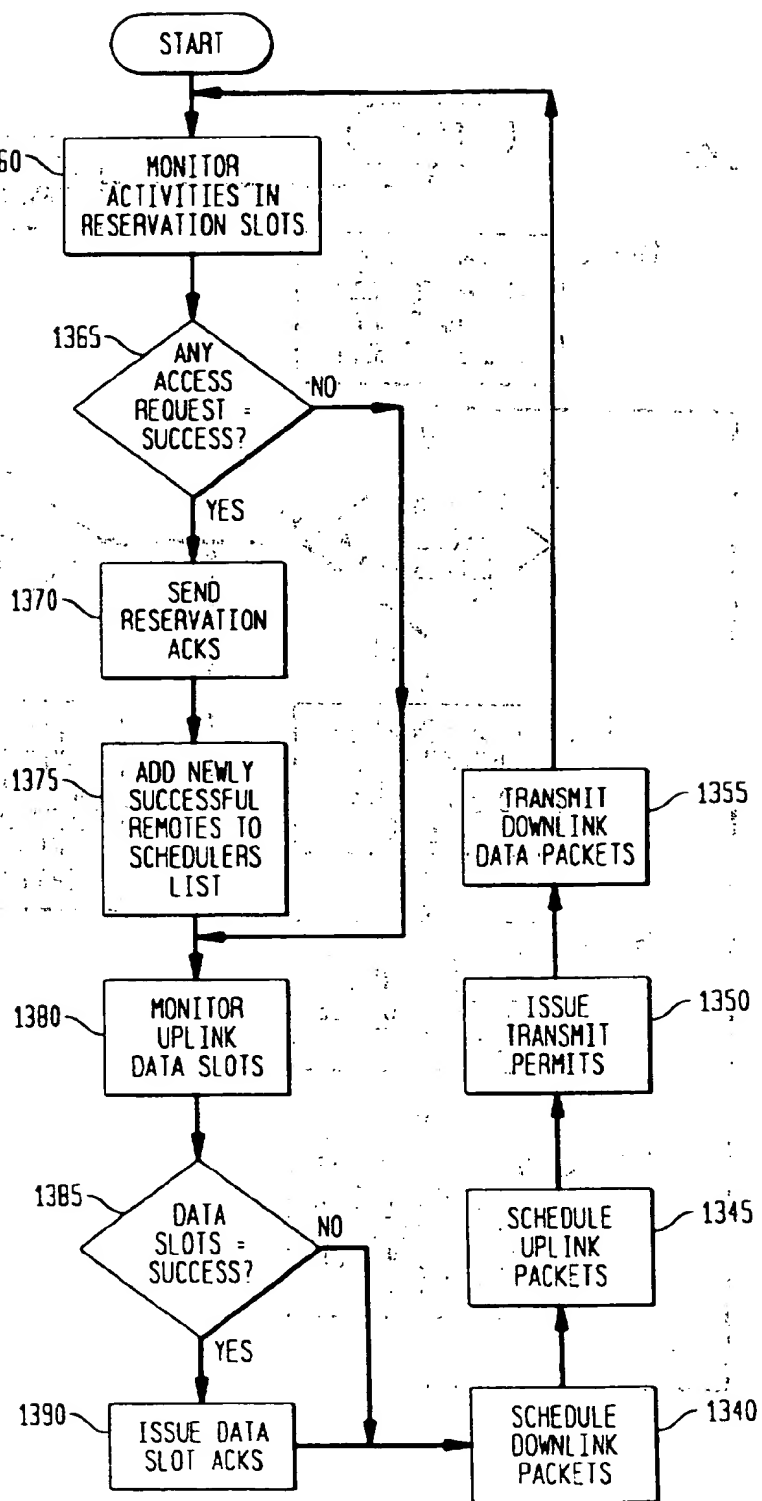 START
60
MONITOR
ACTIVITIES IN
RESERVATION SLOTS
1365
ANY
ACCESS
REQUEST =
SUCCESS?
NO
YES
1370
SEND
RESERVATION
ACKS
1375
ADD NEWLY
SUCCESSFUL
REMOTES TO
SCHEDULERS
LIST
1380
MONITOR
UPLINK
DATA SLOTS
1385
DATA
SLOTS =
SUCCESS?
NO
YES
1390
ISSUE DATA
SLOT ACKS
TRANSMIT
DOWNLINK
DATA PACKETS
1355
ISSUE
TRANSMIT
PERMITS
1350
SCHEDULE
UPLINK
PACKETS
1345
SCHEDULE
DOWNLINK
PACKETS
1340